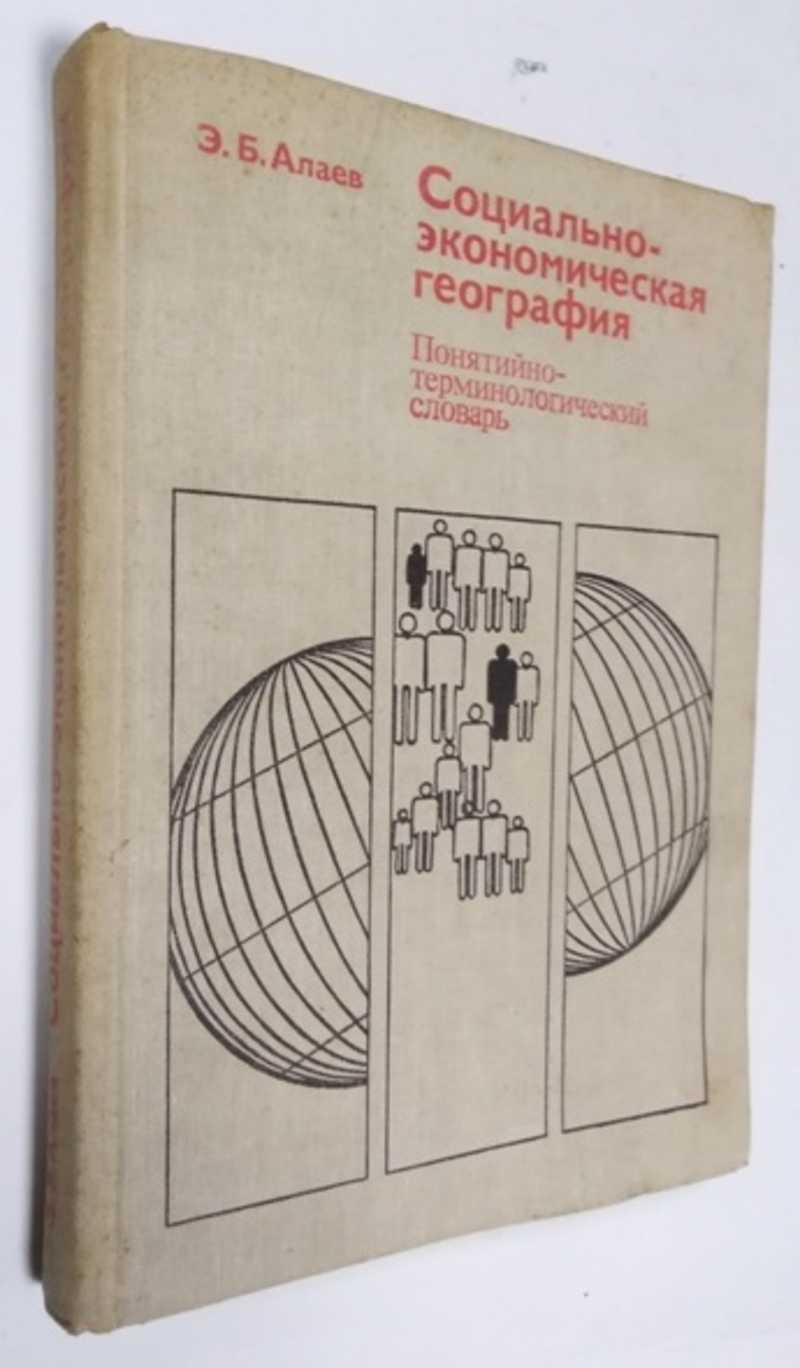 Э. Б. Алаев
Социально-
экономическая
география
Понятийно-
терминологический
словарь